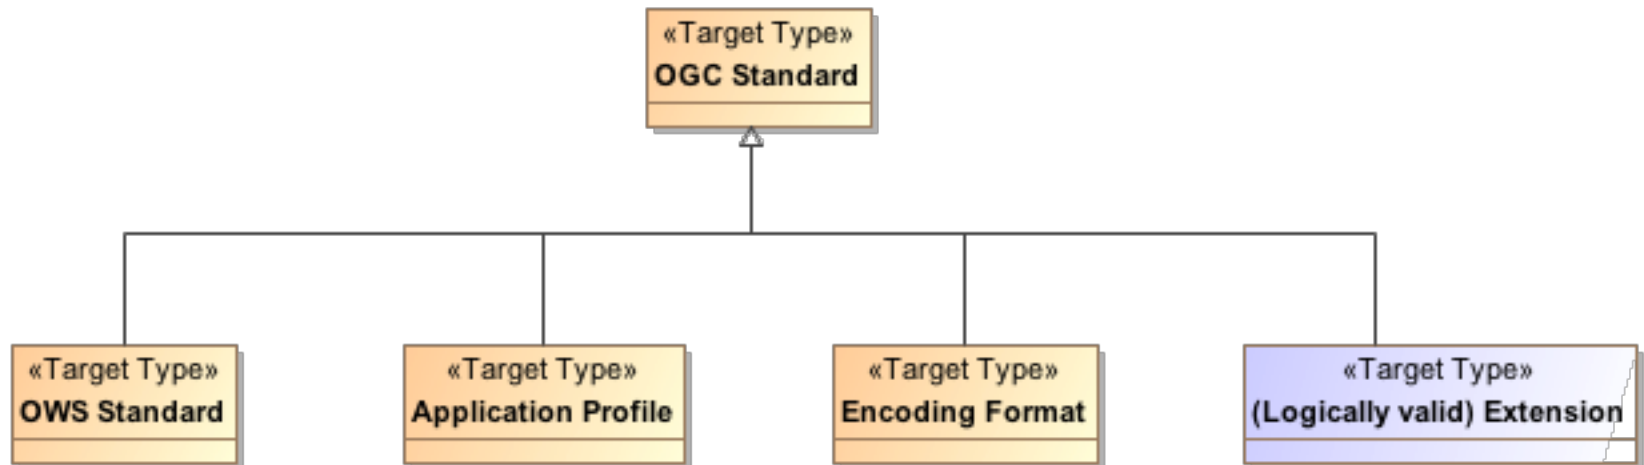 «Target Type»
OGC Standard
«Target Type»
OWS Standard
«Target Type»
Application Profile
«Target Type»
Encoding Format
«Target Type»
(Logically valid) Extension